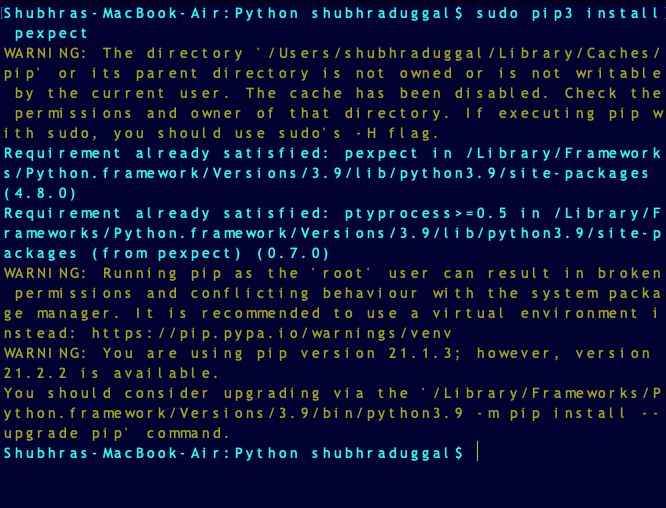 [Shubhras-MacBook-Air:Python shubhraduggal$ sudo pip3 install]
 pexpect
WARNING: The directory '/Users/shubhraduggal/Library/Caches/
pip' or its parent directory is not owned or is not writable
 by the current user. The cache has been disabled. Check the
 permissions and owner of that directory. If executing pip w
ith sudo, you should use sudo's -H flag.
Requirement already satisfied: pexpect in /Library/Framework
s/Python.framework/Versions/3.9/lib/python3.9/site-packages
(4.8.0)
Requirement already satisfied: ptyprocess>=0.5 in /Library/F
rameworks/Python.framework/Versions/3.9/lib/python3.9/site-p
ackages (from pexpect) (0.7.0)
WARNING: Running pip as the 'root' user can result in broken
 permissions and conflicting behaviour with the system packa
ge manager. It is recommended to use a virtual environment i
nstead: https://pip.pypa.io/warnings/venv
WARNING: You are using pip version 21.1.3; however, version
21.2.2 is available.
You should consider upgrading via the '/Library/Frameworks/P
ython.framework/Versions/3.9/bin/python3.9 -m pip install --
upgrade pip' command.
Shubhras-MacBook-Air:Python shubhraduggal$